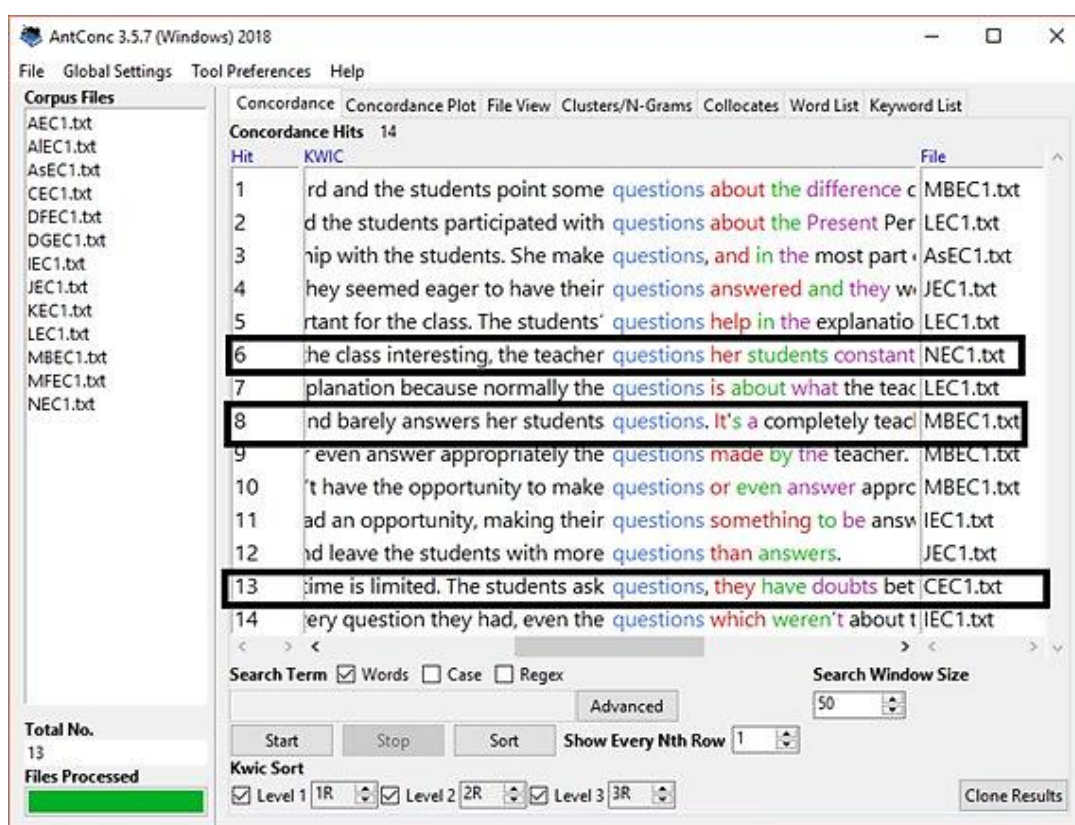 AntConc 3.5.7 (Windows) 2018
File Global Settings Tool Preferences Help
Corpus Files
AEC1.txt
AlEC1.txt
AsEC1.txt
CEC1.txt
DFEC1.txt
DGEC1.txt
IEC1.txt
JEC1.txt
KEC1.txt
LEC1.txt
MBEC1.txt
MFEC1.txt
NEC1.txt
Total No.
13
Files Processed
Concordance Concordance Plot File View Clusters/N-Grams Collocates Word List Keyword List
Concordance Hits 14
Hit KWIC File
1 rd and the students point some questions about the difference c MBEC1.txt
2 d the students participated with questions about the Present Per LEC1.txt
3 hip with the students. She make questions, and in the most part AsEC1.txt
4 hey seemed eager to have their questions answered and they w JEC1.txt
5 rtant for the class. The students' questions help in the explanatio LEC1.txt
6 the class interesting, the teacher questions her students constant NEC1.txt
7 planation because normally the questions is about what the teac LEC1.txt
8 nd barely answers her students questions. It's a completely teac MBEC1.txt
9 r even answer appropriately the questions made by the teacher. MBEC1.txt
10 't have the opportunity to make questions or even answer appro MBEC1.txt
11 ad an opportunity, making their questions something to be answ IEC1.txt
12 nd leave the students with more questions than answers. JEC1.txt
13 time is limited. The students ask questions, they have doubts bet CEC1.txt
14 ery question they had, even the questions which weren't about t IEC1.txt
Search Term Words Case Regex Search Window Size
Advanced 50
Start Stop Sort Show Every Nth Row 1
Kwic Sort
Level 1 1R Level 2 2R Level 3 3R Clone Results